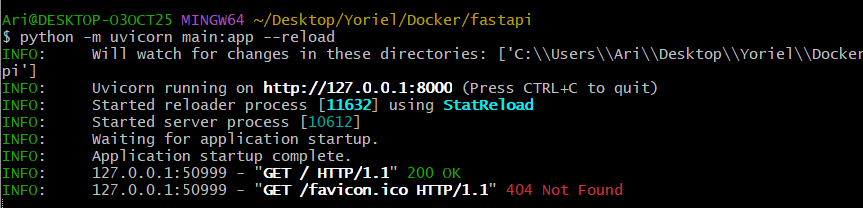 Ari@DESKTOP-O3OCT25 MINGW64 ~/Desktop/Yoriel/Docker/fastapi
$ python -m uvicorn main:app --reload
INFO:     Will watch for changes in these directories: ['C:\\Users\\Ari\\Desktop\\Yoriel\\Docker
pi']
INFO:     Uvicorn running on http://127.0.0.1:8000 (Press CTRL+C to quit)
INFO:     Started reloader process [11632] using StatReload
INFO:     Started server process [10612]
INFO:     Waiting for application startup.
INFO:     Application startup complete.
INFO:     127.0.0.1:50999 - "GET / HTTP/1.1" 200 OK
INFO:     127.0.0.1:50999 - "GET /favicon.ico HTTP/1.1" 404 Not Found